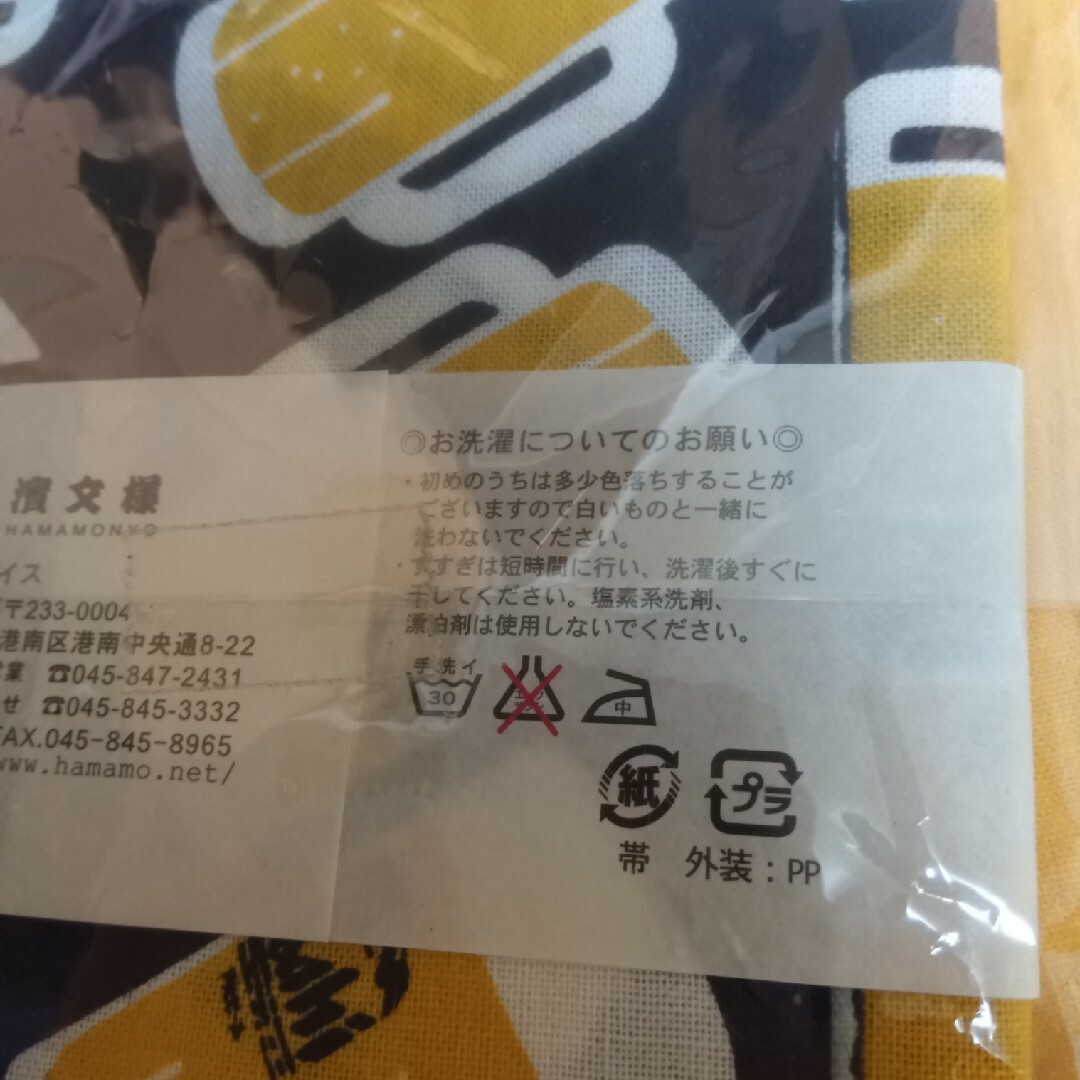 濱文様
HAMAMONYO
イス
〒233-0004
港南区港南中央通8-22
営業 ☎045-847-2431
せ ☎045-845-3332
FAX.045-845-8965
www.hamamo.net/
◎お洗濯についてのお願い◎
・初めのうちは多少色落ちすることが
ございますので白いものと一緒に
洗わないでください。
・すすぎは短時間に行い、洗濯後すぐに
干してください。塩素系洗剤、
漂白剤は使用しないでください。
手洗イ
30
エンソサラシ
中
紙
プラ
帯 外装：PP